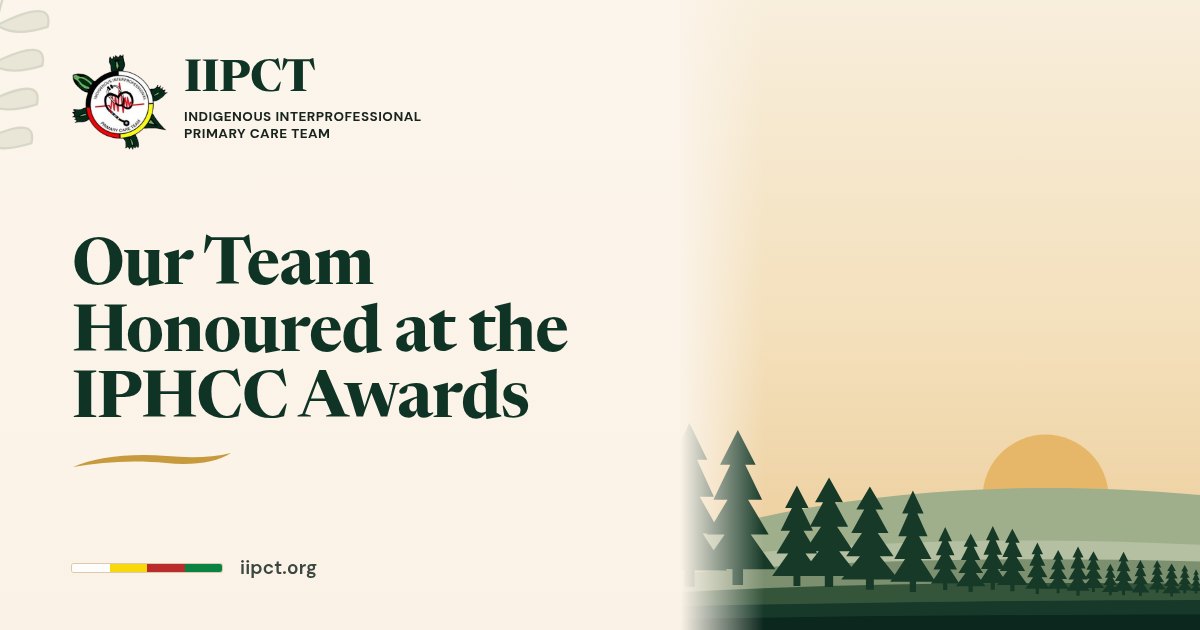 IIPCT
INDIGENOUS INTERPROFESSIONAL
PRIMARY CARE TEAM
Our Team
Honoured at the
IPHCC Awards
iipct.org